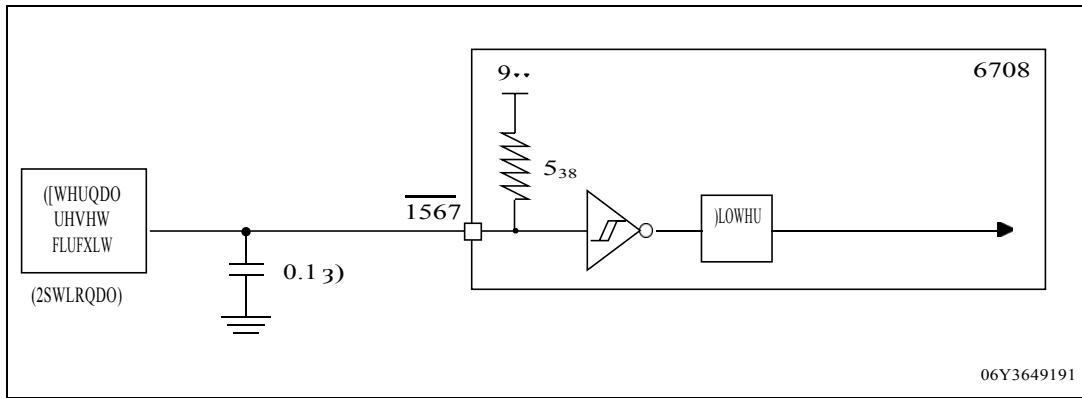 9••
6708
5₃₈
([WHUQDO
UHVHW
FLUFXLW
1567
)LOWHU
0.1 3)
(2SWLRQDO)
06Y3649191